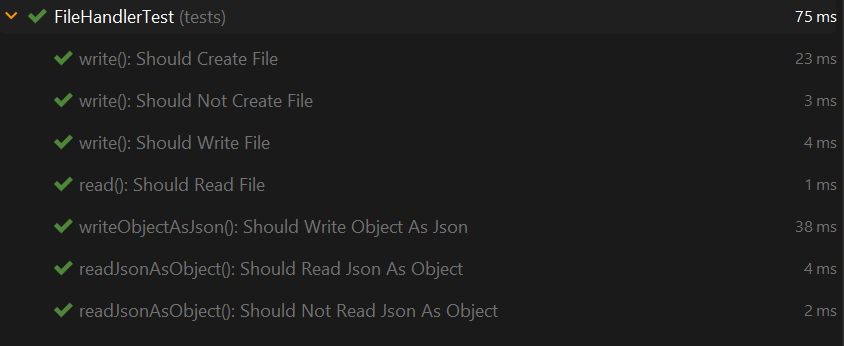 FileHandlerTest (tests) 75 ms
write(): Should Create File 23 ms
write(): Should Not Create File 3 ms
write(): Should Write File 4 ms
read(): Should Read File 1 ms
writeObjectAsJson(): Should Write Object As Json 38 ms
readJsonAsObject(): Should Read Json As Object 4 ms
readJsonAsObject(): Should Not Read Json As Object 2 ms